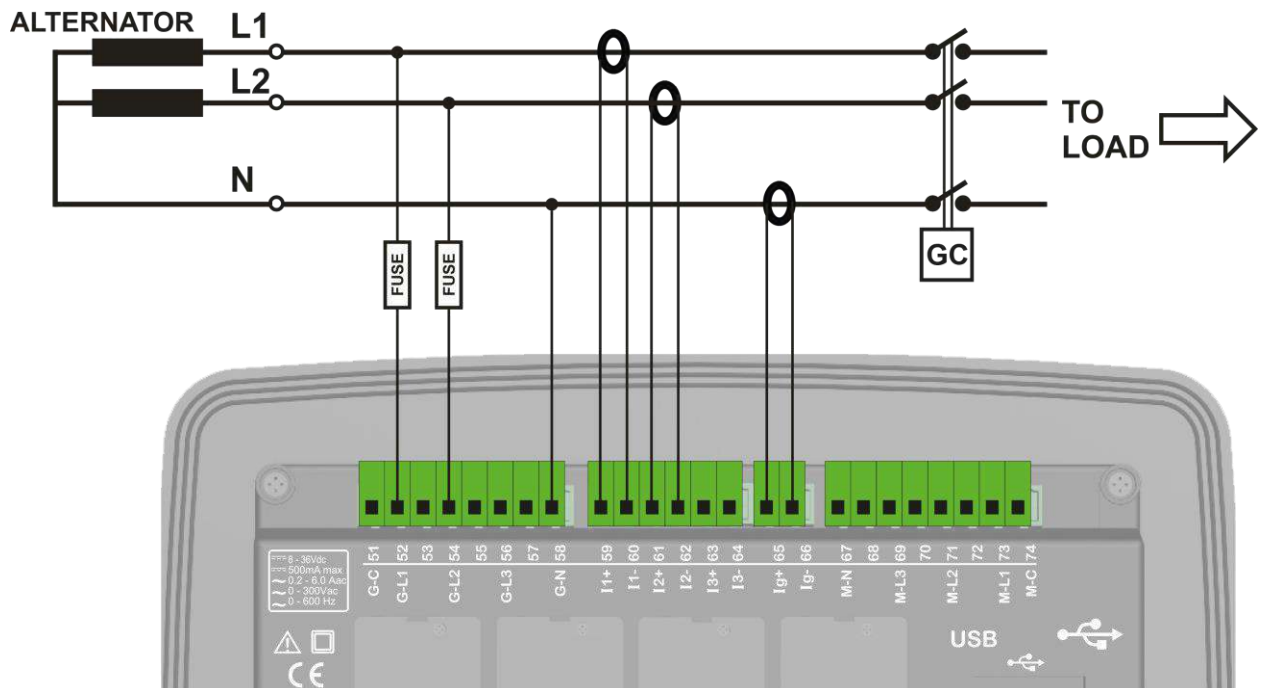 ALTERNATOR
L1
L2
N
TO
LOAD
FUSE
FUSE
GC
51 52 53 54 55 56 57 58 59 60 61 62 63 64 65 66 67 68 69 70 71 72 73 74
G-C G-L1 G-L2 G-L3 G-N I1+ I1- I2+ I2- I3+ I3- Ig+ Ig- M-N M-L3 M-L2 M-L1 M-C
8 - 36Vdc
500mA max
0.2 - 6.0 Aac
0 - 300Vac
0 - 600 Hz
USB
CE